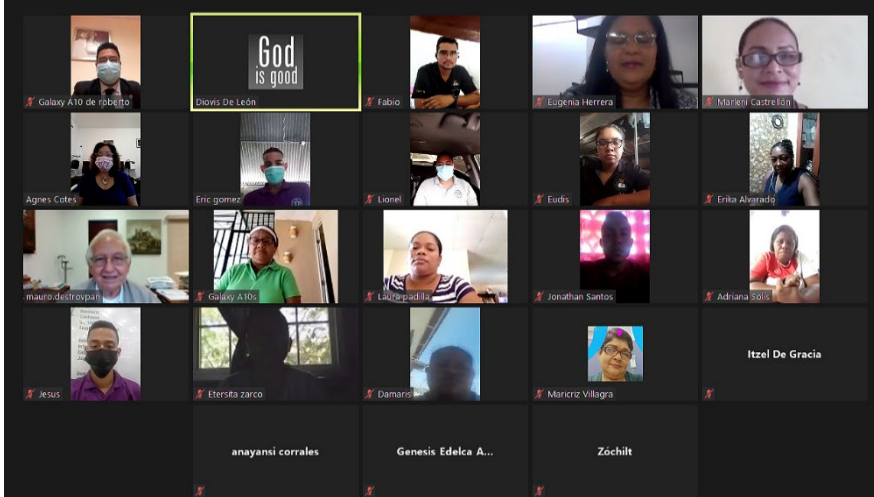 Galaxy A10 de roberto
God
is good
Diovis De León
Fabio
Eugenia Herrera
Marleni Castrellón
Agnes Cotes
Eric gomez
Lionel
Eudis
Erika Alvarado
mauro.destroypan
Galaxy A10s
Laura padilla
Jonathan Santos
Adriana Solis
Jesus
Etersita zarco
Damaris
Maricriz Villagra
Itzel De Gracia
anayansi corrales
Genesis Edelca A...
Zóchilt